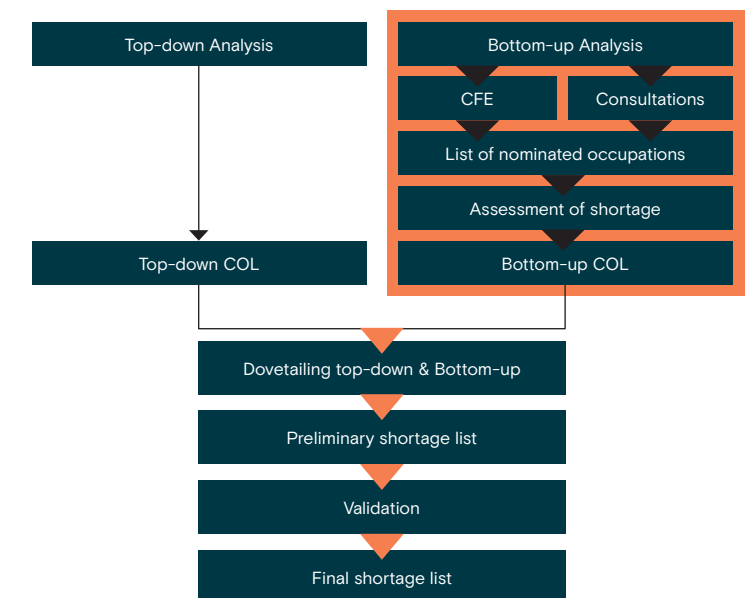 Top-down Analysis
Bottom-up Analysis
CFE
Consultations
List of nominated occupations
Assessment of shortage
Top-down COL
Bottom-up COL
Dovetailing top-down & Bottom-up
Preliminary shortage list
Validation
Final shortage list